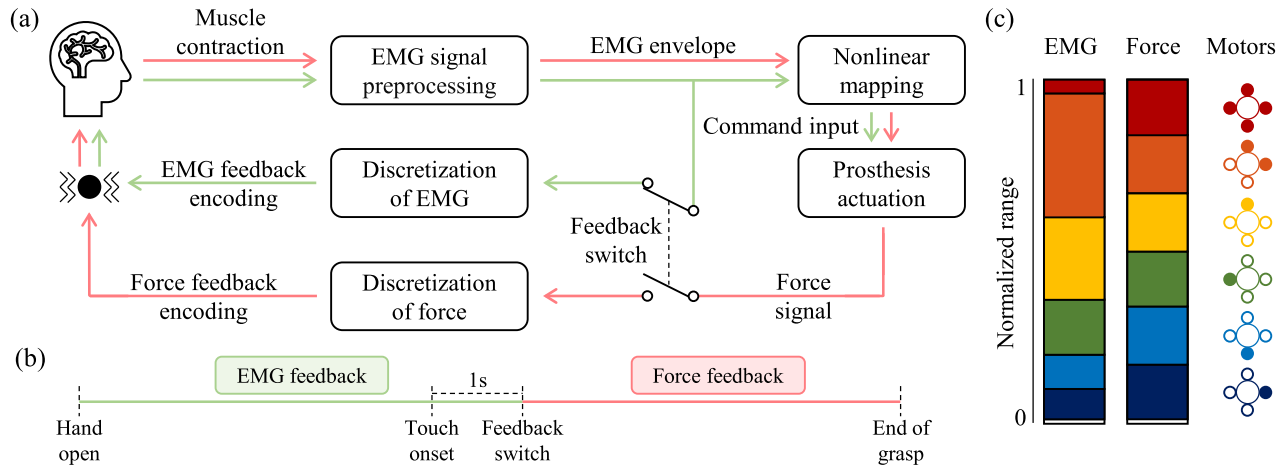 (a)
Muscle
contraction
EMG signal
preprocessing
EMG envelope
Nonlinear
mapping
Command input
EMG feedback
encoding
Discretization
of EMG
Prosthesis
actuation
Feedback
switch
Force feedback
encoding
Discretization
of force
Force
signal
(b)
EMG feedback
1s
Force feedback
Hand
open
Touch
onset
Feedback
switch
End of
grasp
(c)
EMG Force Motors
1
Normalized range
0